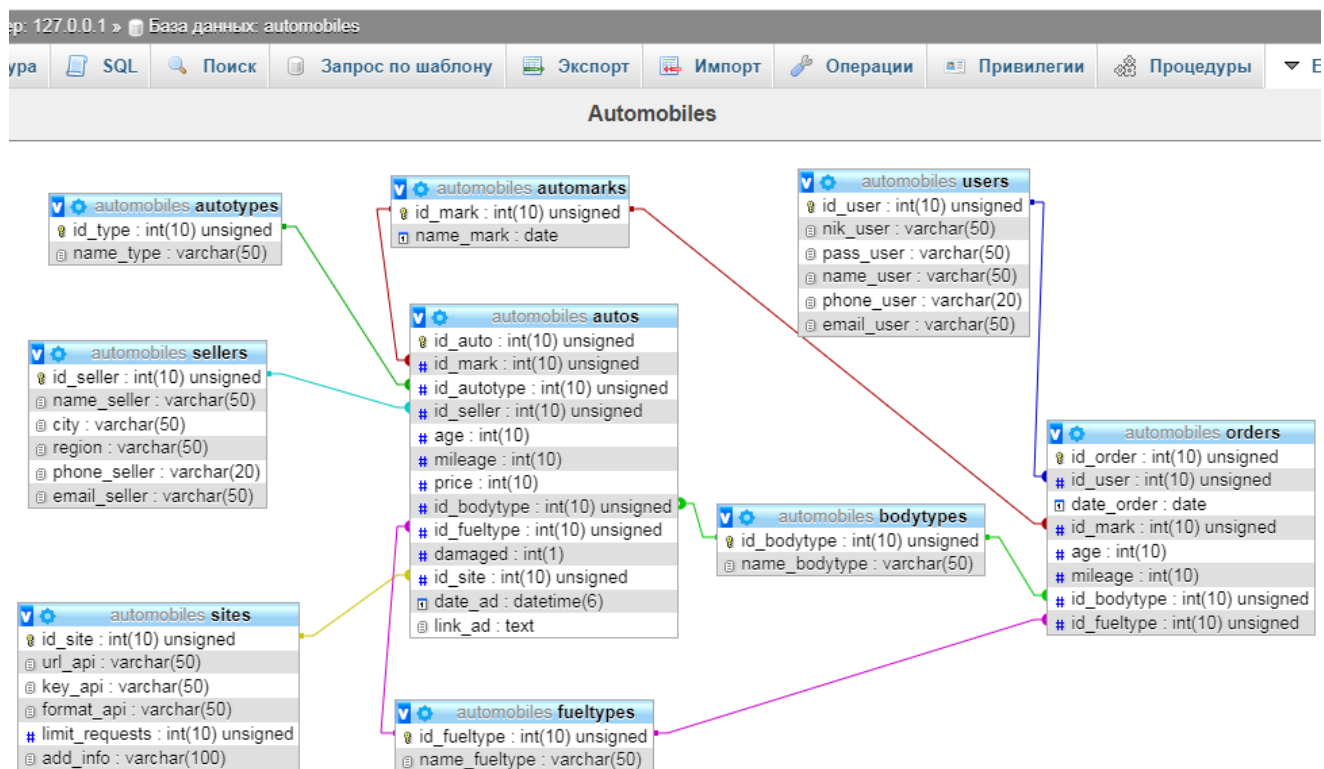 ер: 127.0.0.1 » База данных: automobiles
ура SQL Поиск Запрос по шаблону Экспорт Импорт Операции Привилегии Процедуры Е
Automobiles
automobiles autotypes
id_type : int(10) unsigned
name_type : varchar(50)
automobiles automarks
id_mark : int(10) unsigned
name_mark : date
automobiles users
id_user : int(10) unsigned
nik_user : varchar(50)
pass_user : varchar(50)
name_user : varchar(50)
phone_user : varchar(20)
email_user : varchar(50)
automobiles sellers
id_seller : int(10) unsigned
name_seller : varchar(50)
city : varchar(50)
region : varchar(50)
phone_seller : varchar(20)
email_seller : varchar(50)
automobiles autos
id_auto : int(10) unsigned
id_mark : int(10) unsigned
id_autotype : int(10) unsigned
id_seller : int(10) unsigned
age : int(10)
mileage : int(10)
price : int(10)
id_bodytype : int(10) unsigned
id_fueltype : int(10) unsigned
damaged : int(1)
id_site : int(10) unsigned
date_ad : datetime(6)
link_ad : text
automobiles bodytypes
id_bodytype : int(10) unsigned
name_bodytype : varchar(50)
automobiles orders
id_order : int(10) unsigned
id_user : int(10) unsigned
date_order : date
id_mark : int(10) unsigned
age : int(10)
mileage : int(10)
id_bodytype : int(10) unsigned
id_fueltype : int(10) unsigned
automobiles sites
id_site : int(10) unsigned
url_api : varchar(50)
key_api : varchar(50)
format_api : varchar(50)
limit_requests : int(10) unsigned
add_info : varchar(100)
automobiles fueltypes
id_fueltype : int(10) unsigned
name_fueltype : varchar(50)